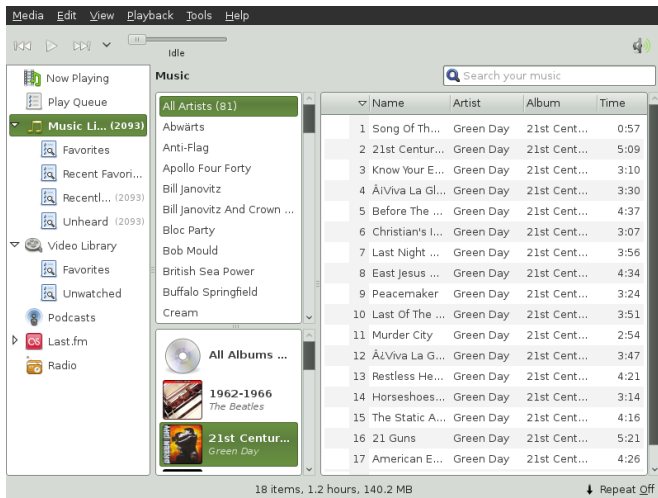 Media Edit View Playback Tools Help
Idle
Now Playing
Play Queue
Music Li... (2093)
Favorites
Recent Favori...
Recentl... (2093)
Unheard (2093)
Video Library
Favorites
Unwatched
Podcasts
Last.fm
Radio
Music
Search your music
All Artists (81)
Abwärts
Anti-Flag
Apollo Four Forty
Bill Janovitz
Bill Janovitz And Crown ...
Bloc Party
Bob Mould
British Sea Power
Buffalo Springfield
Cream
All Albums ...
1962-1966
The Beatles
21st Centur...
Green Day
Name Artist Album Time
1 Song Of Th... Green Day 21st Cent... 0:57
2 21st Centur... Green Day 21st Cent... 5:09
3 Know Your E... Green Day 21st Cent... 3:10
4 Â¡Viva La Gl... Green Day 21st Cent... 3:30
5 Before The ... Green Day 21st Cent... 4:37
6 Christian's I... Green Day 21st Cent... 3:07
7 Last Night ... Green Day 21st Cent... 3:56
8 East Jesus ... Green Day 21st Cent... 4:34
9 Peacemaker Green Day 21st Cent... 3:24
10 Last Of The ... Green Day 21st Cent... 3:51
11 Murder City Green Day 21st Cent... 2:54
12 Â¿Viva La G... Green Day 21st Cent... 3:47
13 Restless He... Green Day 21st Cent... 4:21
14 Horseshoes... Green Day 21st Cent... 3:14
15 The Static A... Green Day 21st Cent... 4:16
16 21 Guns Green Day 21st Cent... 5:21
17 American E... Green Day 21st Cent... 4:26
18 items, 1.2 hours, 140.2 MB
Repeat Off